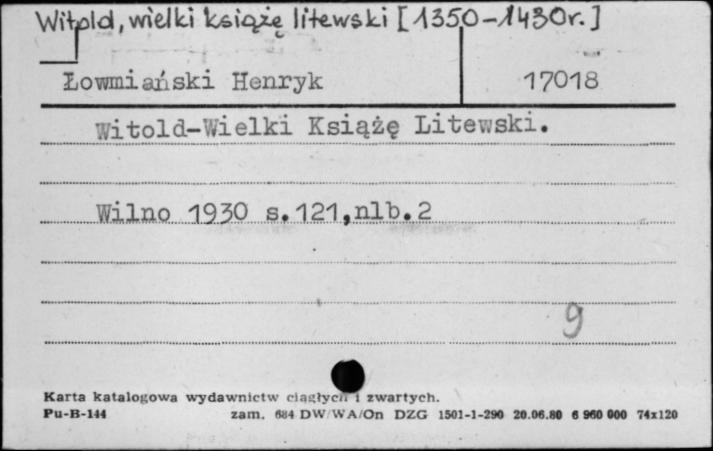 Witold, wielki książę litewski [1350-1430r.]
Łowmiański Henryk 17018
Witold-Wielki Książę Litewski.
Wilno 1930 s.121,nlb.2
9
Karta katalogowa wydawnictw ciągłych i zwartych.
Pu-B-144 zam. 684 DW/WA/On DZG 1501-1-290 20.06.80 6 960 000 74x120